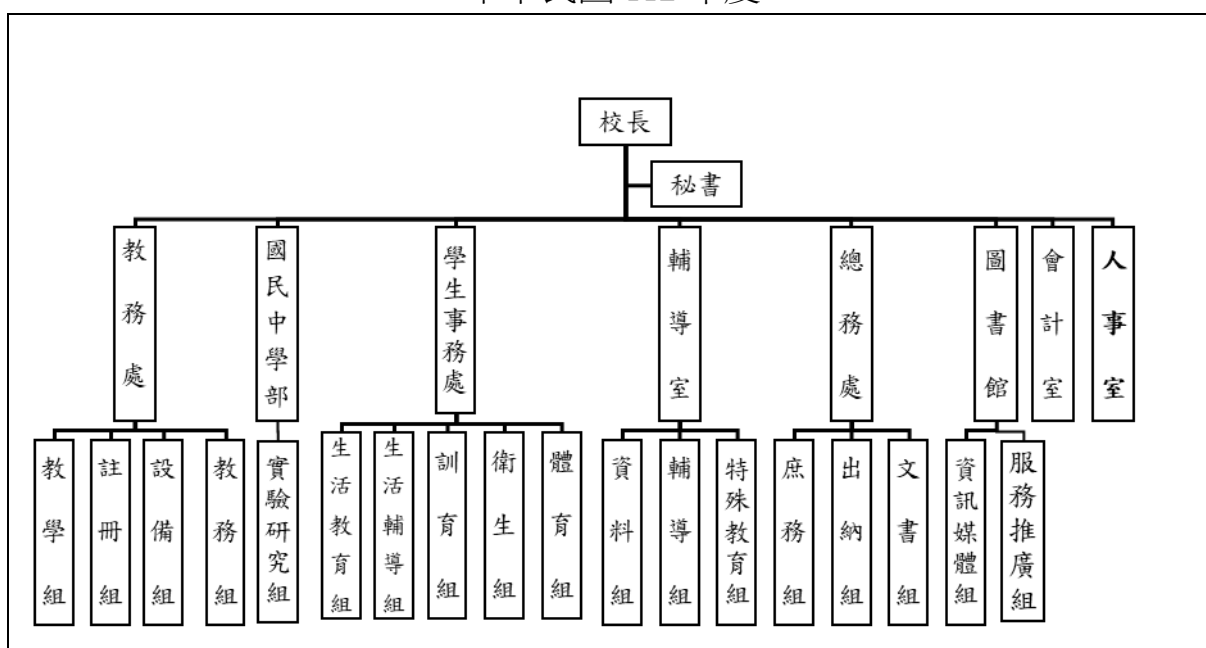 校長
秘書
教務處
國民中學部
學生事務處
輔導室
總務處
圖書館
會計室
人事室
教學組
註冊組
設備組
教務組
實驗研究組
生活教育組
生活輔導組
訓育組
衛生組
體育組
資料組
輔導組
特殊教育組
庶務組
出納組
文書組
資訊媒體組
服務推廣組